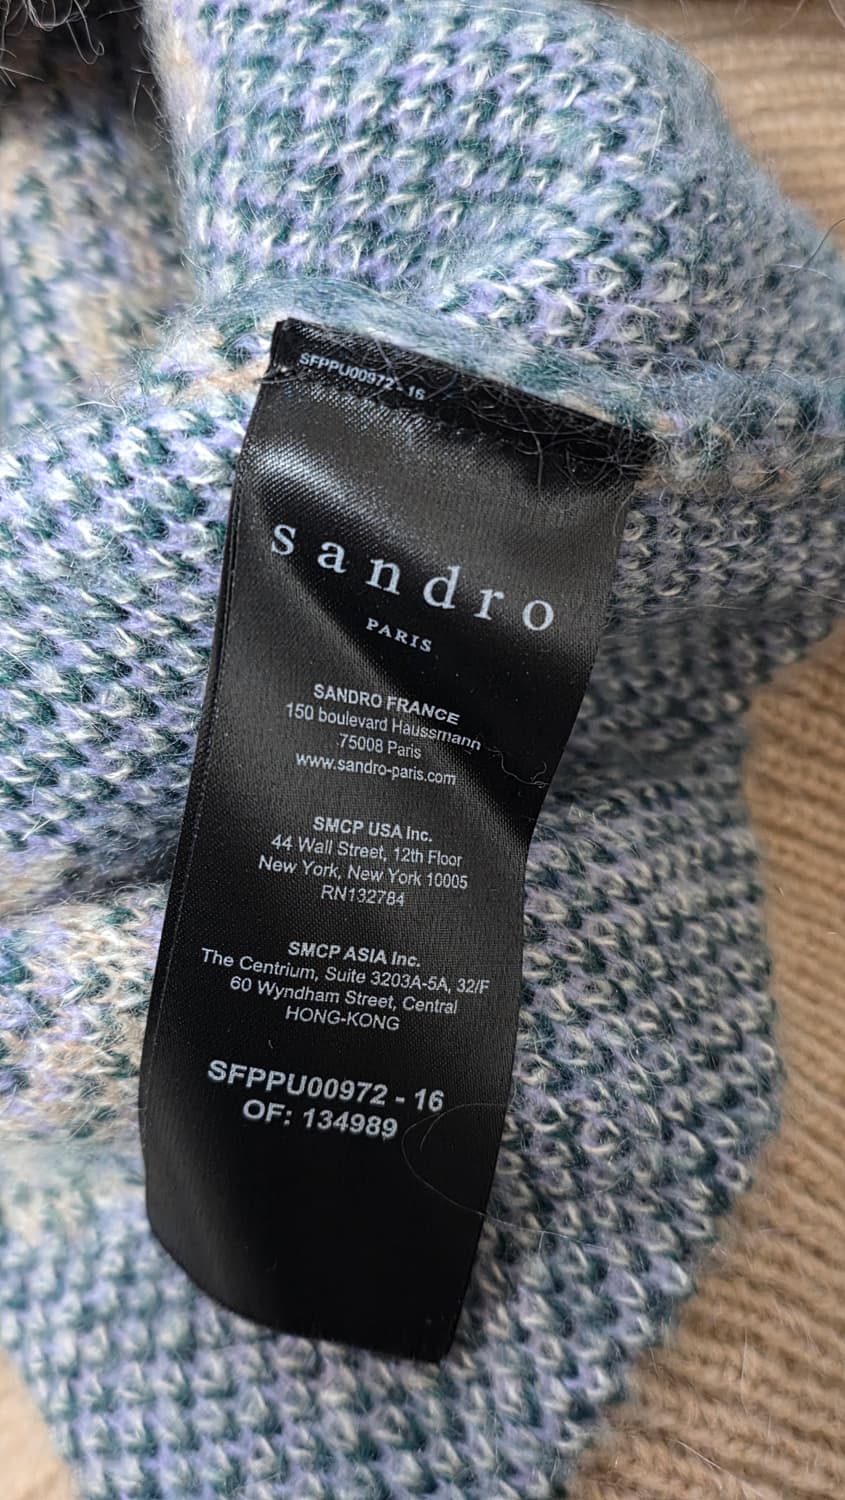 SFPPU00972 - 16
sandro
PARIS
SANDRO FRANCE
150 boulevard Haussmann
75008 Paris
www.sandro-paris.com
SMCP USA Inc.
44 Wall Street, 12th Floor
New York, New York 10005
RN132784
SMCP ASIA Inc.
The Centrium, Suite 3203A-5A, 32/F
60 Wyndham Street, Central
HONG-KONG
SFPPU00972 - 16
OF: 134989